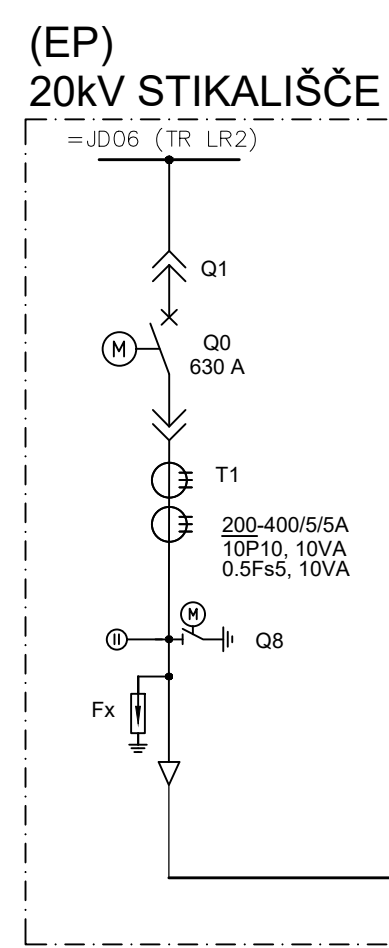 (EP)
20kV STIKALIŠČE
=JD06 (TR LR2)
Q1
M
Q0
630 A
T1
200-400/5/5A
10P10, 10VA
0.5Fs5, 10VA
M
Q8
Fx